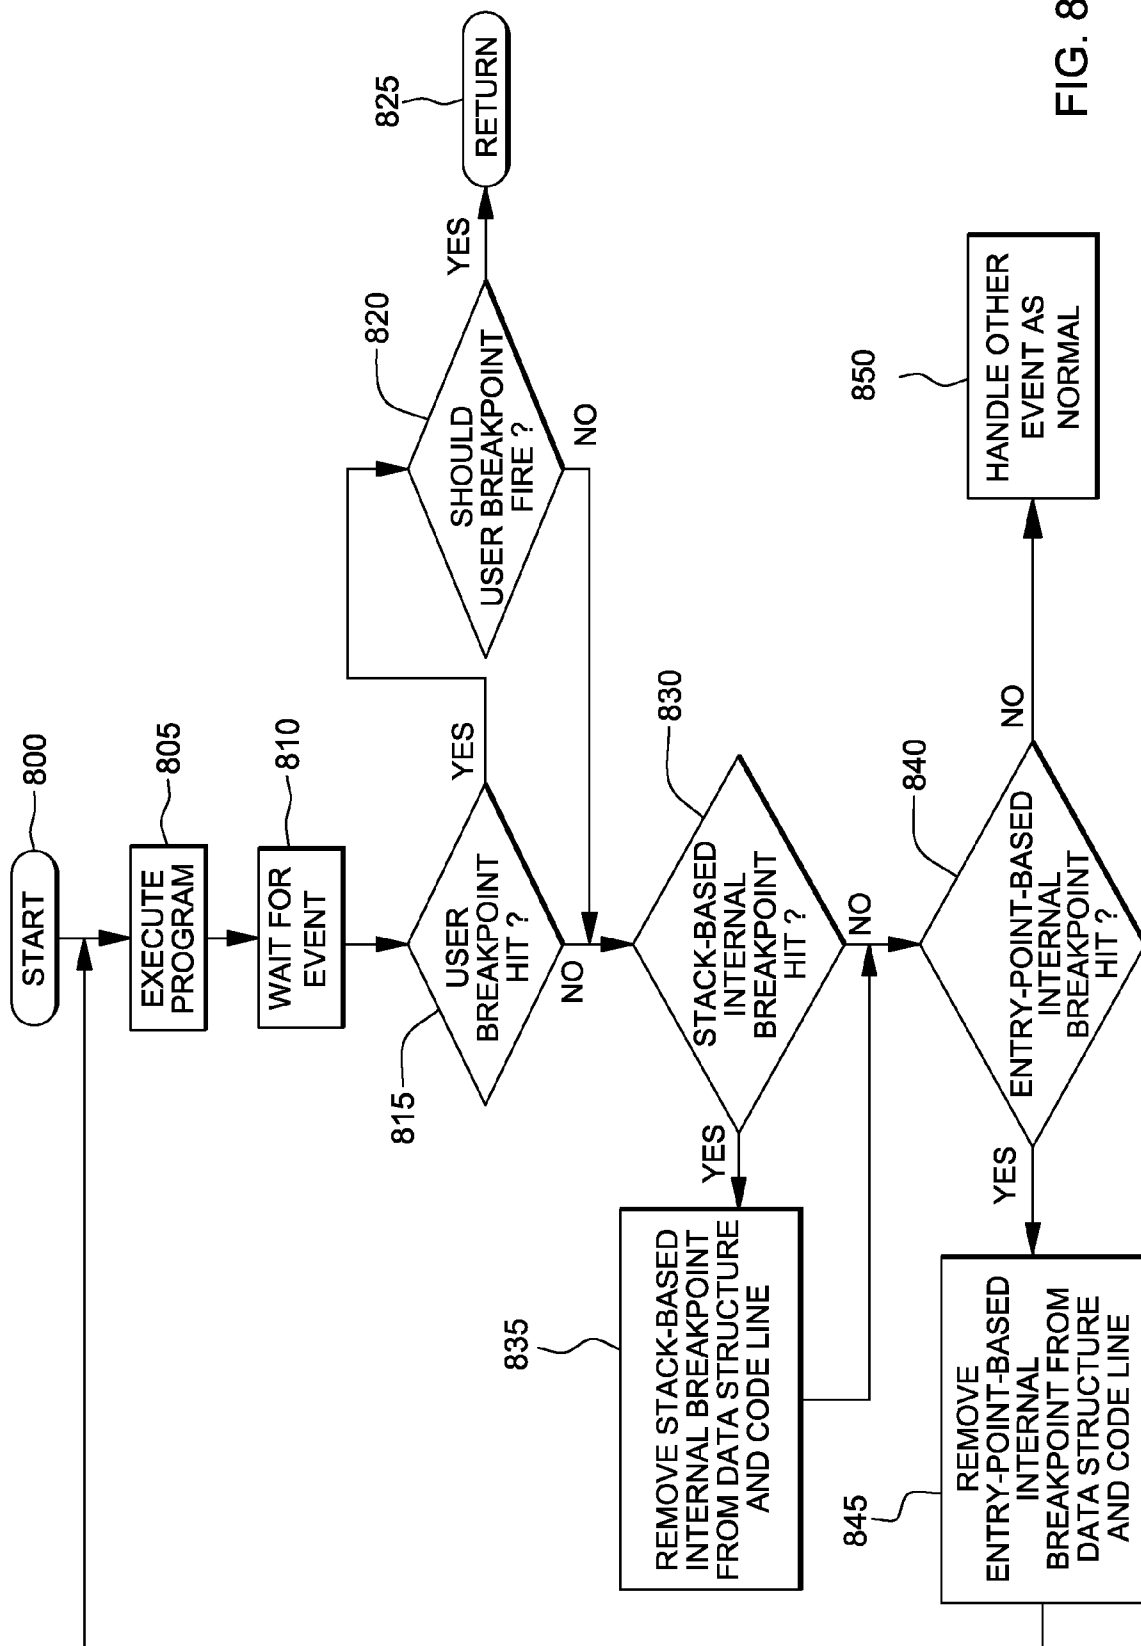 800
START
805
EXECUTE
PROGRAM
810
WAIT FOR
EVENT
815
USER
BREAKPOINT
HIT ?
YES
NO
820
SHOULD
USER BREAKPOINT
FIRE ?
YES
NO
825
RETURN
830
STACK-BASED
INTERNAL
BREAKPOINT
HIT ?
YES
NO
835
REMOVE STACK-BASED
INTERNAL BREAKPOINT
FROM DATA STRUCTURE
AND CODE LINE
840
ENTRY-POINT-BASED
INTERNAL
BREAKPOINT
HIT ?
YES
NO
845
REMOVE
ENTRY-POINT-BASED
INTERNAL
BREAKPOINT FROM
DATA STRUCTURE
AND CODE LINE
850
HANDLE OTHER
EVENT AS
NORMAL
FIG. 8